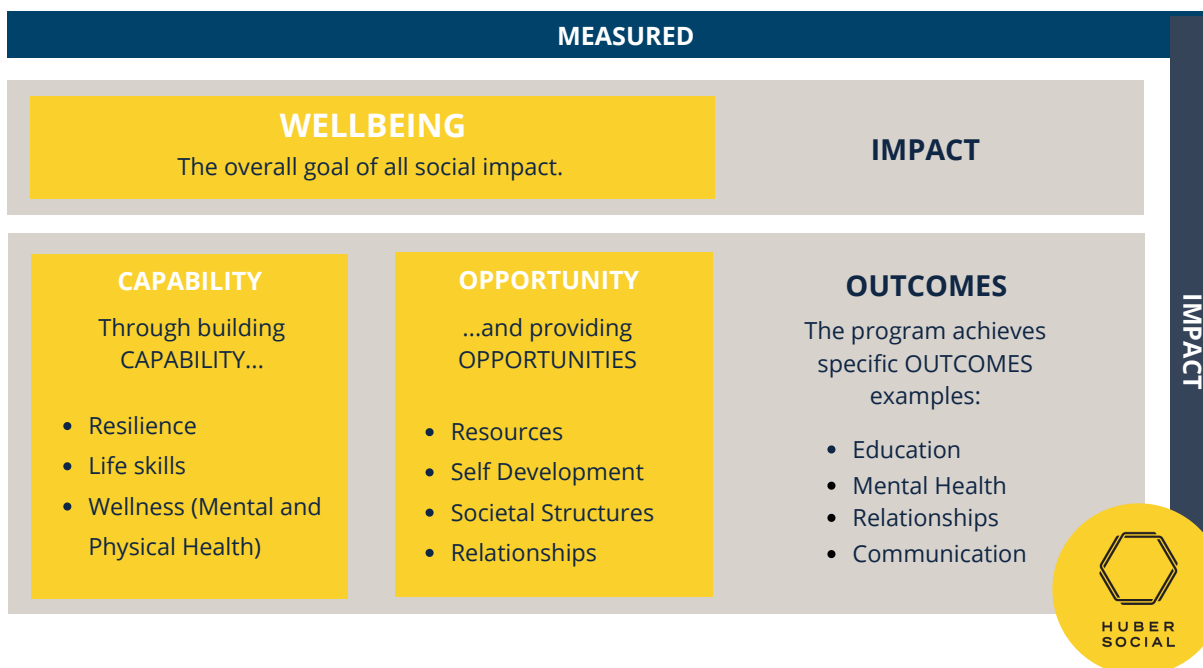 MEASURED
WELLBEING
The overall goal of all social impact.
IMPACT
CAPABILITY
Through building
CAPABILITY...
• Resilience
• Life skills
• Wellness (Mental and
Physical Health)
OPPORTUNITY
...and providing
OPPORTUNITIES
• Resources
• Self Development
• Societal Structures
• Relationships
OUTCOMES
The program achieves
specific OUTCOMES
examples:
• Education
• Mental Health
• Relationships
• Communication
IMPACT
HUBER
SOCIAL